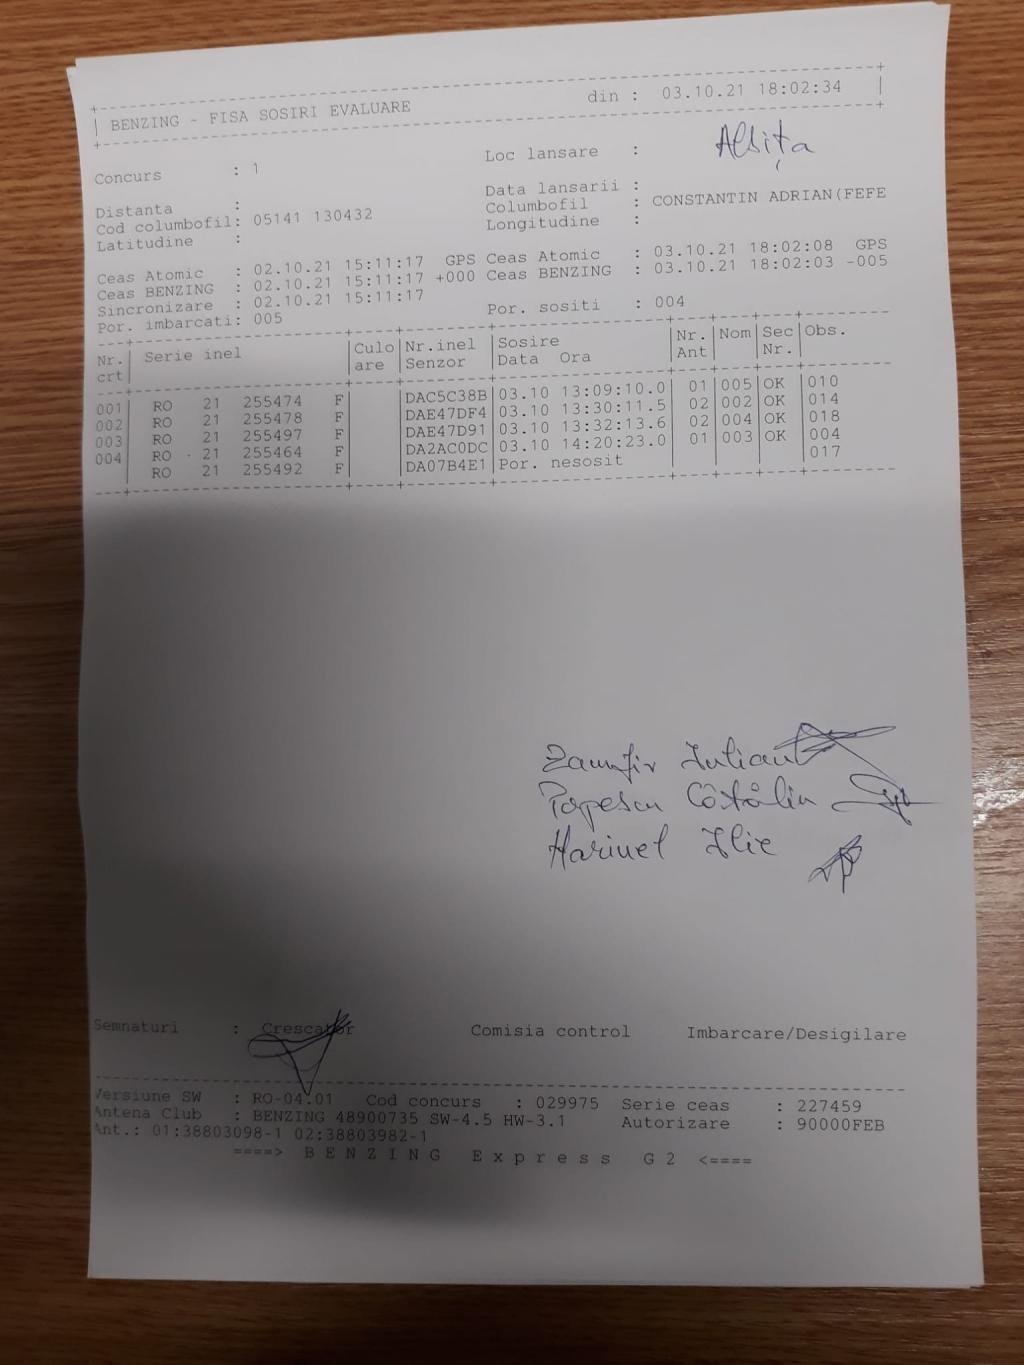 BENZING - FISA SOSIRI EVALUARE din : 03.10.21 18:02:34
Concurs : 1 Loc lansare : Albița
Distanta : Data lansarii :
Cod columbofil: 05141 130432 Columbofil : CONSTANTIN ADRIAN(FEFE
Latitudine : Longitudine :
Ceas Atomic : 02.10.21 15:11:17 GPS Ceas Atomic : 03.10.21 18:02:08 GPS
Ceas BENZING : 02.10.21 15:11:17 +000 Ceas BENZING : 03.10.21 18:02:03 -005
Sincronizare : 02.10.21 15:11:17
Por. imbarcati: 005 Por. sositi : 004
Nr. Serie inel Culo Nr.inel Sosire Nr. Nom Sec Obs.
crt are Senzor Data Ora Ant Nr.
001 RO 21 255474 F DAC5C38B 03.10 13:09:10.0 01 005 OK 010
002 RO 21 255478 F DAE47DF4 03.10 13:30:11.5 02 002 OK 014
003 RO 21 255497 F DAE47D91 03.10 13:32:13.6 02 004 OK 018
004 RO 21 255464 F DA2AC0DC 03.10 14:20:23.0 01 003 OK 004
RO 21 255492 F DA07B4E1 Por. nesosit 017
Zamfir Iulian
Popescu Cătălin
Marinel Ilie
Semnaturi : Crescator Comisia control Imbarcare/Desigilare
Versiune SW : RO-04.01 Cod concurs : 029975 Serie ceas : 227459
Antena Club : BENZING 48900735 SW-4.5 HW-3.1 Autorizare : 90000FEB
Ant.: 01:38803098-1 02:38803982-1
====> B E N Z I N G E x p r e s s G 2 <====